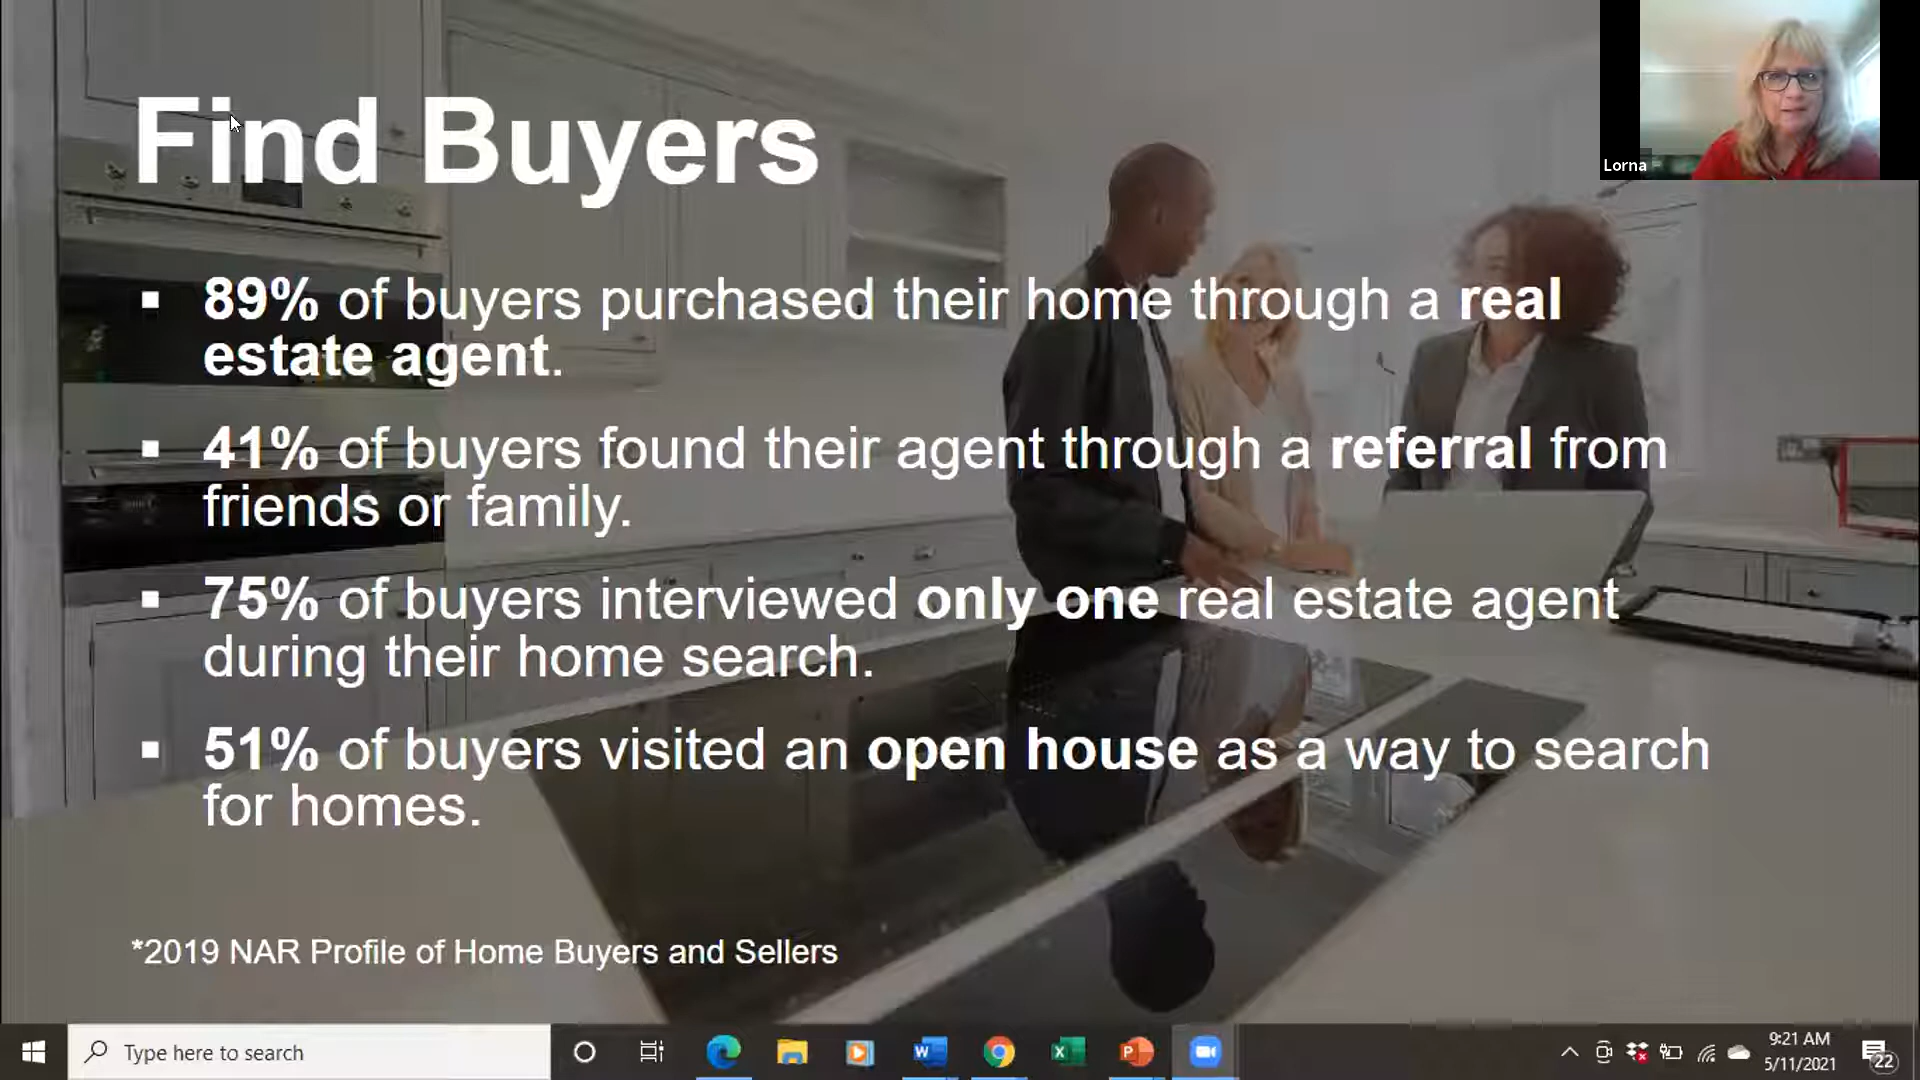 Find Buyers
Lorna
▪ 89% of buyers purchased their home through a real
estate agent.
▪ 41% of buyers found their agent through a referral from
friends or family.
▪ 75% of buyers interviewed only one real estate agent
during their home search.
▪ 51% of buyers visited an open house as a way to search
for homes.
*2019 NAR Profile of Home Buyers and Sellers
Type here to search
9:21 AM
5/11/2021
22